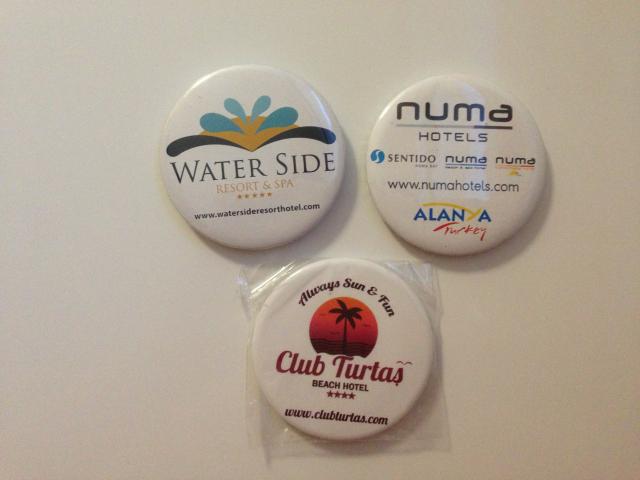 WATER SIDE
RESORT & SPA
www.watersideresorthotel.com
numa
HOTELS
SENTIDO numa numa
www.numahotels.com
ALANYA
Turkey
Always Sun & Fun
Club Turtaş
BEACH HOTEL
www.clubturtas.com